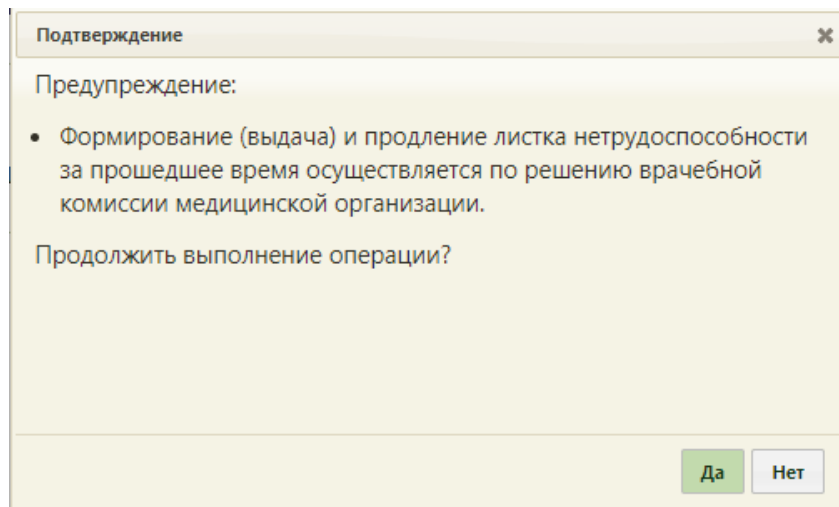 Подтверждение
Предупреждение:
• Формирование (выдача) и продление листка нетрудоспособности
за прошедшее время осуществляется по решению врачебной
комиссии медицинской организации.
Продолжить выполнение операции?
Да Нет